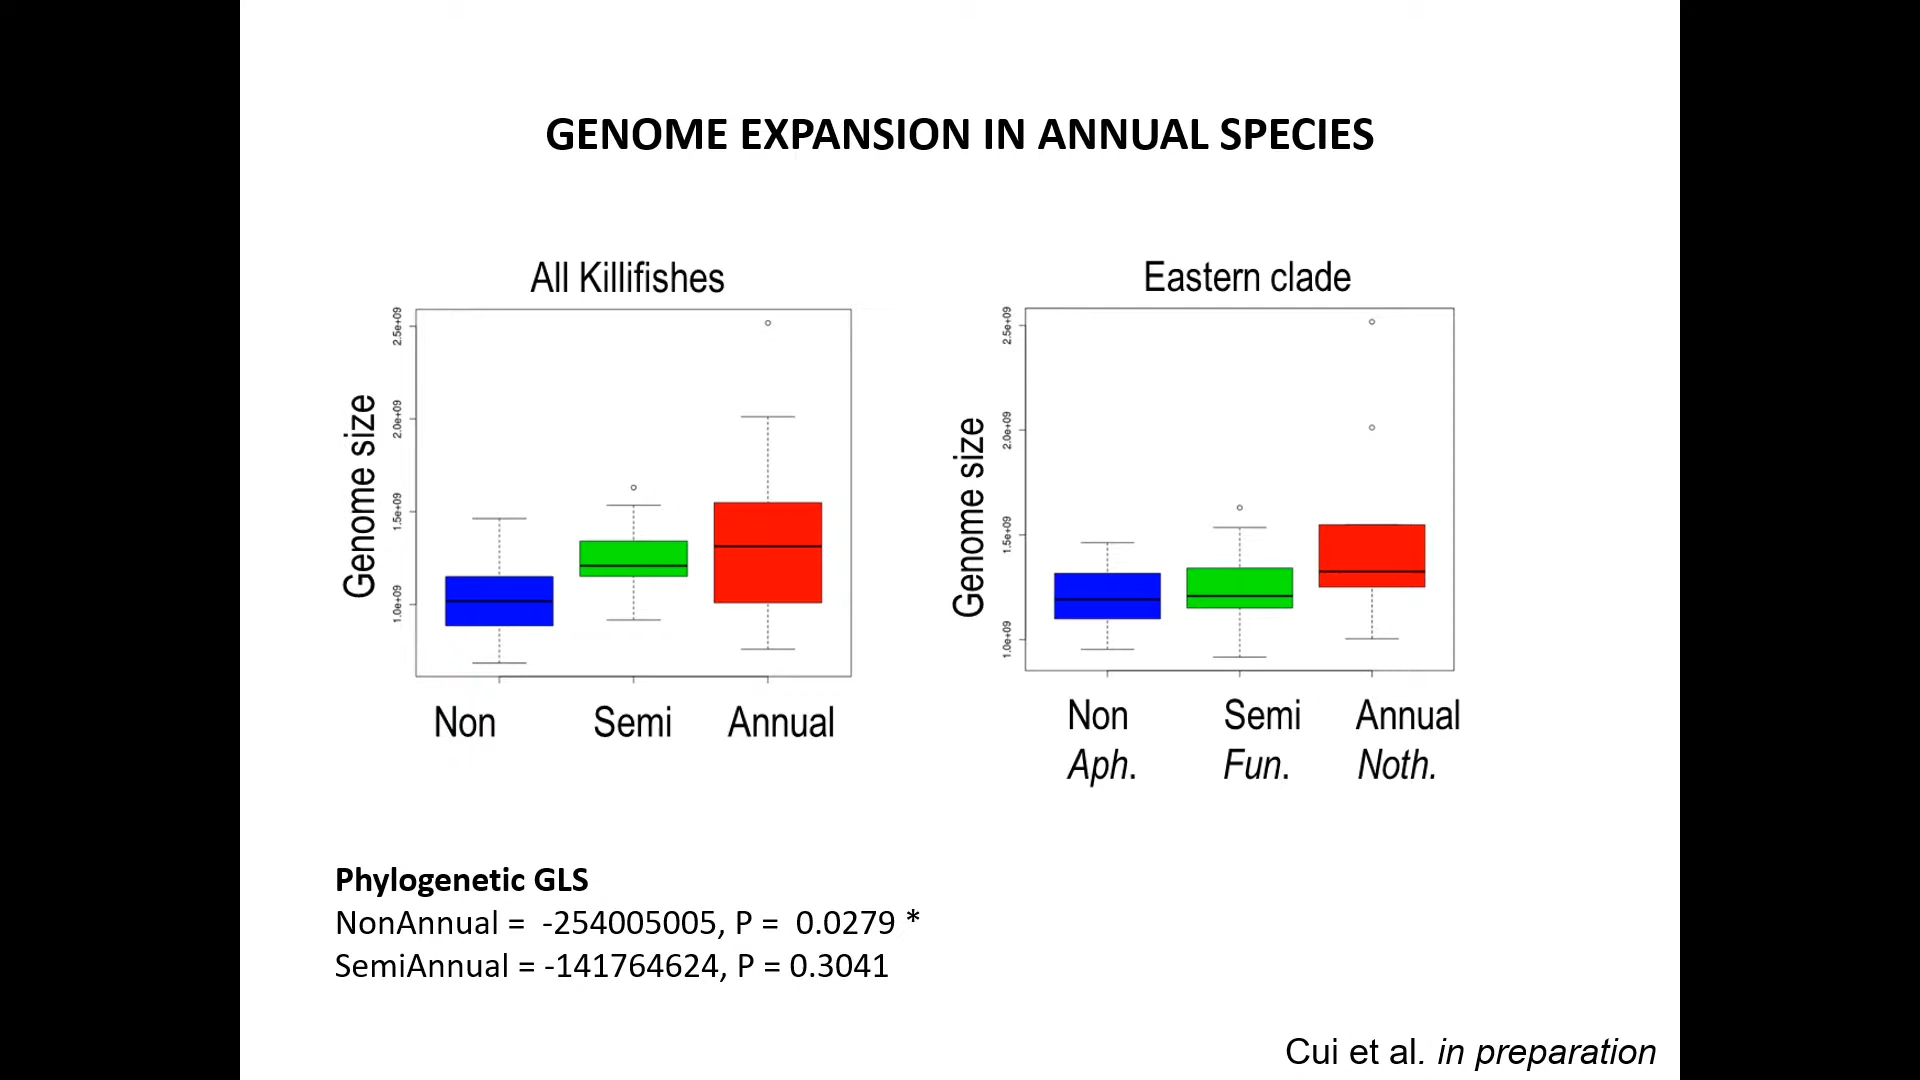 GENOME EXPANSION IN ANNUAL SPECIES
All Killifishes
Genome size
2.5e+09
2.0e+09
1.5e+09
1.0e+09
Non Semi Annual
Eastern clade
Genome size
2.5e+09
2.0e+09
1.5e+09
1.0e+09
Non Semi Annual
Aph. Fun. Noth.
Phylogenetic GLS
NonAnnual = -254005005, P = 0.0279 *
SemiAnnual = -141764624, P = 0.3041
Cui et al. in preparation